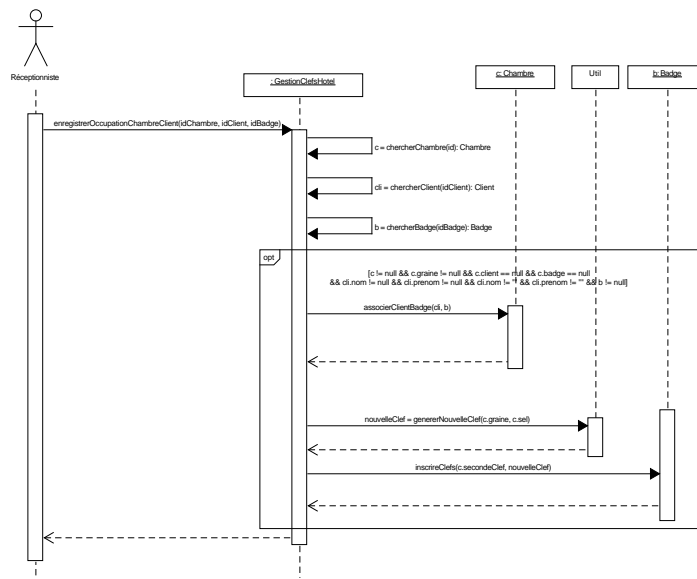 Réceptionniste
: GestionClefsHotel
c: Chambre
Util
b: Badge
enregistrerOccupationChambreClient(idChambre, idClient, idBadge)
c = chercherChambre(id): Chambre
cli = chercherClient(idClient): Client
b = chercherBadge(idBadge): Badge
opt
[c != null && c.graine != null && c.client == null && c.badge == null
&& cli.nom != null && cli.prenom != null && cli.nom != "" && cli.prenom != "" && b != null]
associerClientBadge(cli, b)
nouvelleClef = genererNouvelleClef(c.graine, c.sel)
inscrireClefs(c.secondeClef, nouvelleClef)